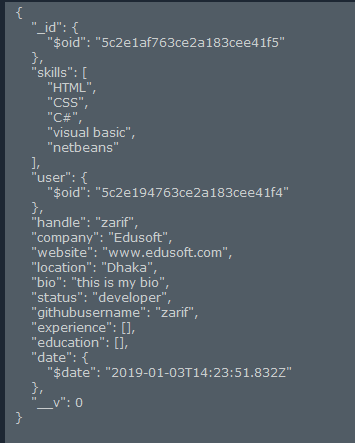 {
"_id": {
"$oid": "5c2e1af763ce2a183cee41f5"
},
"skills": [
"HTML",
"CSS",
"C#",
"visual basic",
"netbeans"
],
"user": {
"$oid": "5c2e194763ce2a183cee41f4"
},
"handle": "zarif",
"company": "Edusoft",
"website": "www.edusoft.com",
"location": "Dhaka",
"bio": "this is my bio",
"status": "developer",
"githubusername": "zarif",
"experience": [],
"education": [],
"date": {
"$date": "2019-01-03T14:23:51.832Z"
},
"__v": 0
}